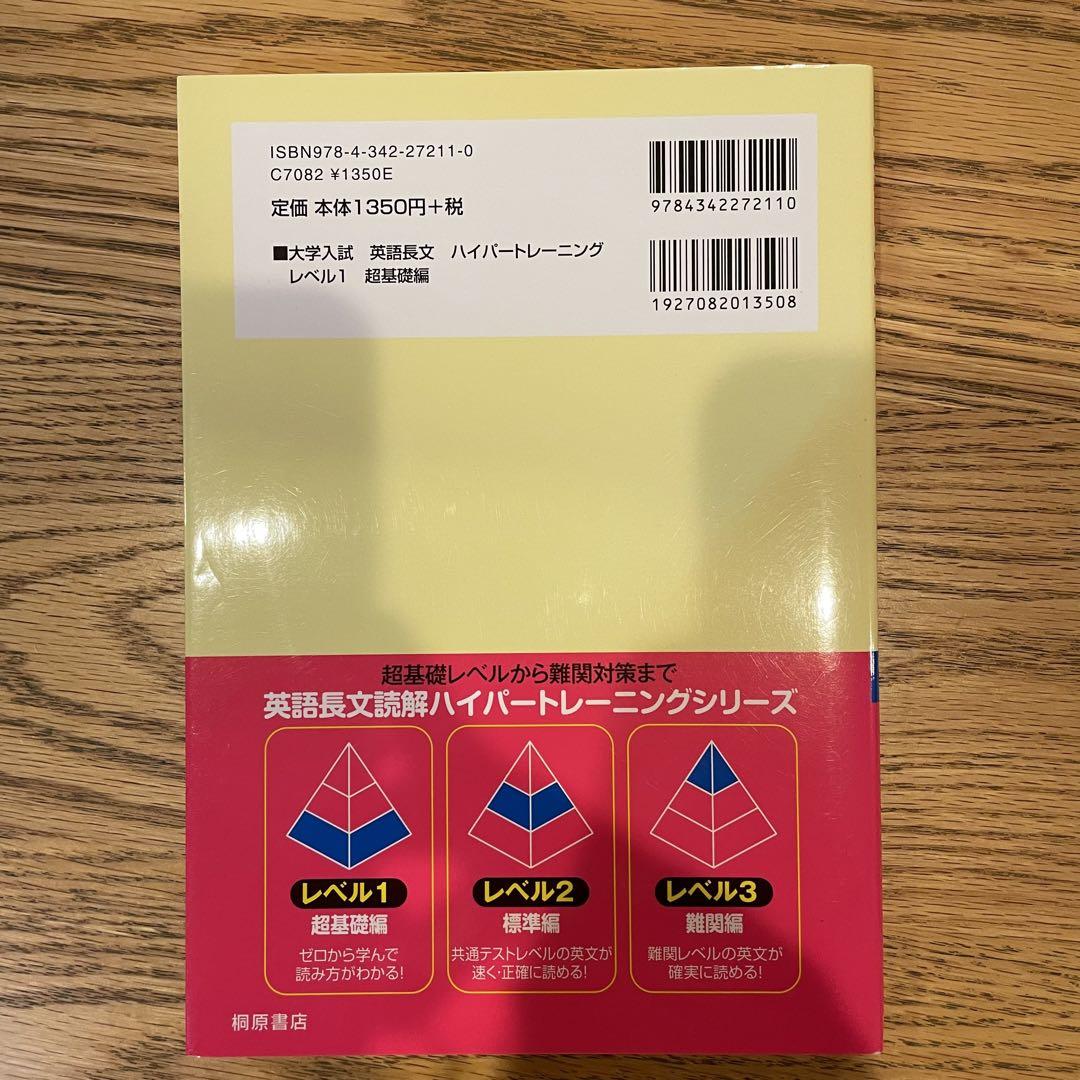 ISBN978-4-342-27211-0
C7082 ¥1350E
定価 本体1350円+税
■大学入試 英語長文 ハイパートレーニング
レベル1 超基礎編
9784342272110
1927082013508
超基礎レベルから難関対策まで
英語長文読解ハイパートレーニングシリーズ
レベル1
超基礎編
ゼロから学んで
読み方がわかる!
レベル2
標準編
共通テストレベルの英文が
速く・正確に読める!
レベル3
難関編
難関レベルの英文が
確実に読める!
桐原書店